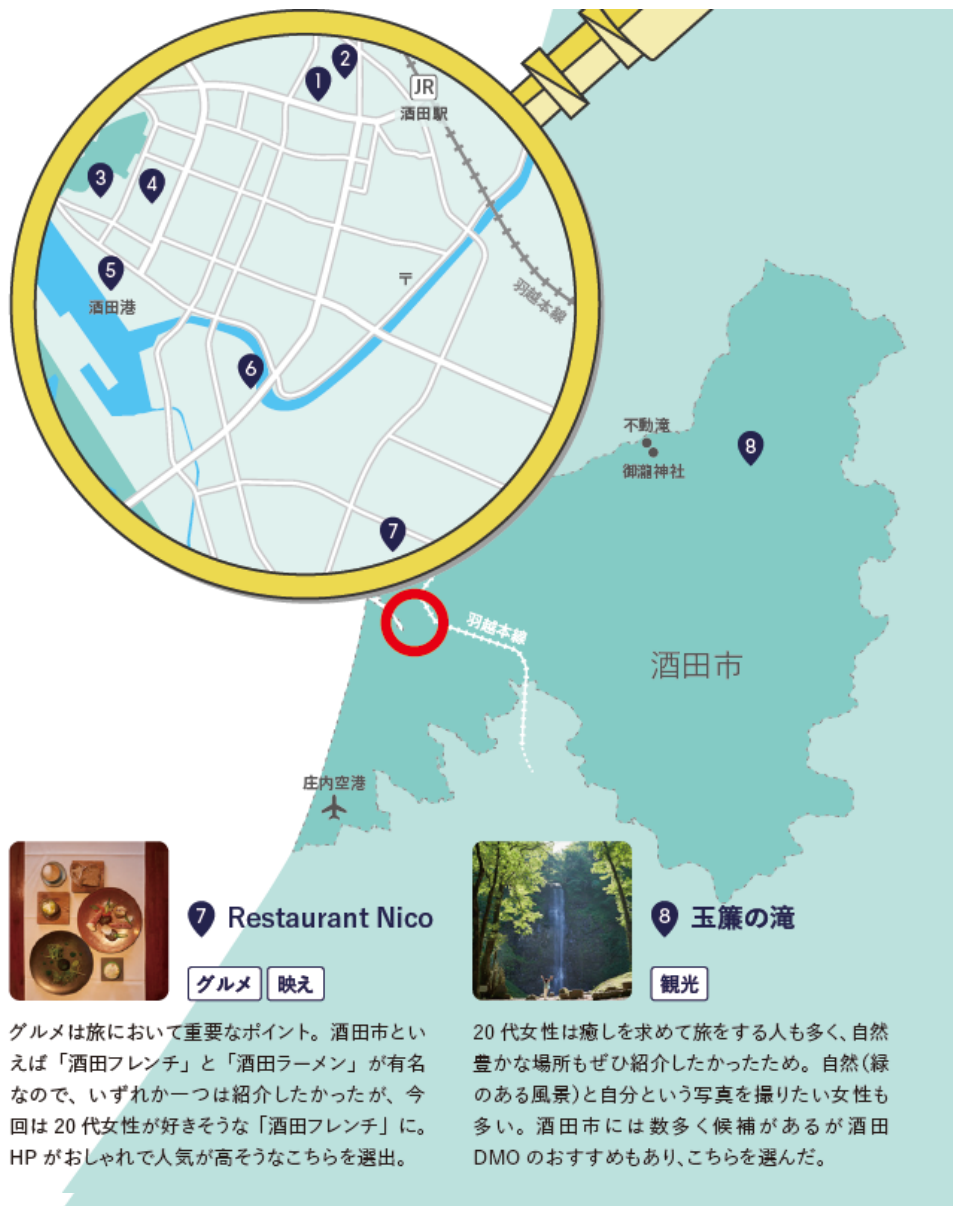 2
1
JR
酒田駅
3
4
5
酒田港
〒
羽越本線
6
7
不動滝
御瀧神社
8
羽越本線
酒田市
庄内空港
7 Restaurant Nico
グルメ 映え
グルメは旅において重要なポイント。酒田市とい
えば「酒田フレンチ」と「酒田ラーメン」が有名
なので、いずれか一つは紹介したかったが、今
回は 20 代女性が好きそうな「酒田フレンチ」に。
HP がおしゃれで人気が高そうなこちらを選出。
8 玉簾の滝
観光
20 代女性は癒しを求めて旅をする人も多く、自然
豊かな場所もぜひ紹介したかったため。自然(緑
のある風景)と自分という写真を撮りたい女性も
多い。酒田市には数多く候補があるが酒田
DMO のおすすめもあり、こちらを選んだ。